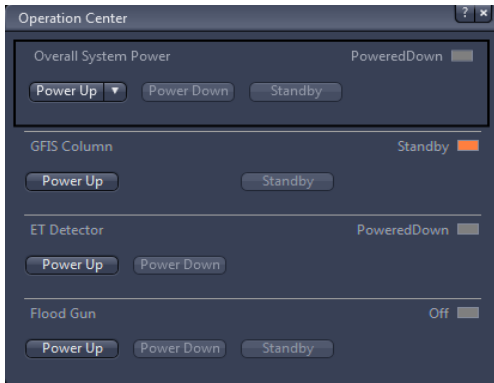 Operation Center ? ×
Overall System Power PoweredDown
Power Up ▼ Power Down Standby
GFIS Column Standby
Power Up Standby
ET Detector PoweredDown
Power Up Power Down
Flood Gun Off
Power Up Power Down Standby